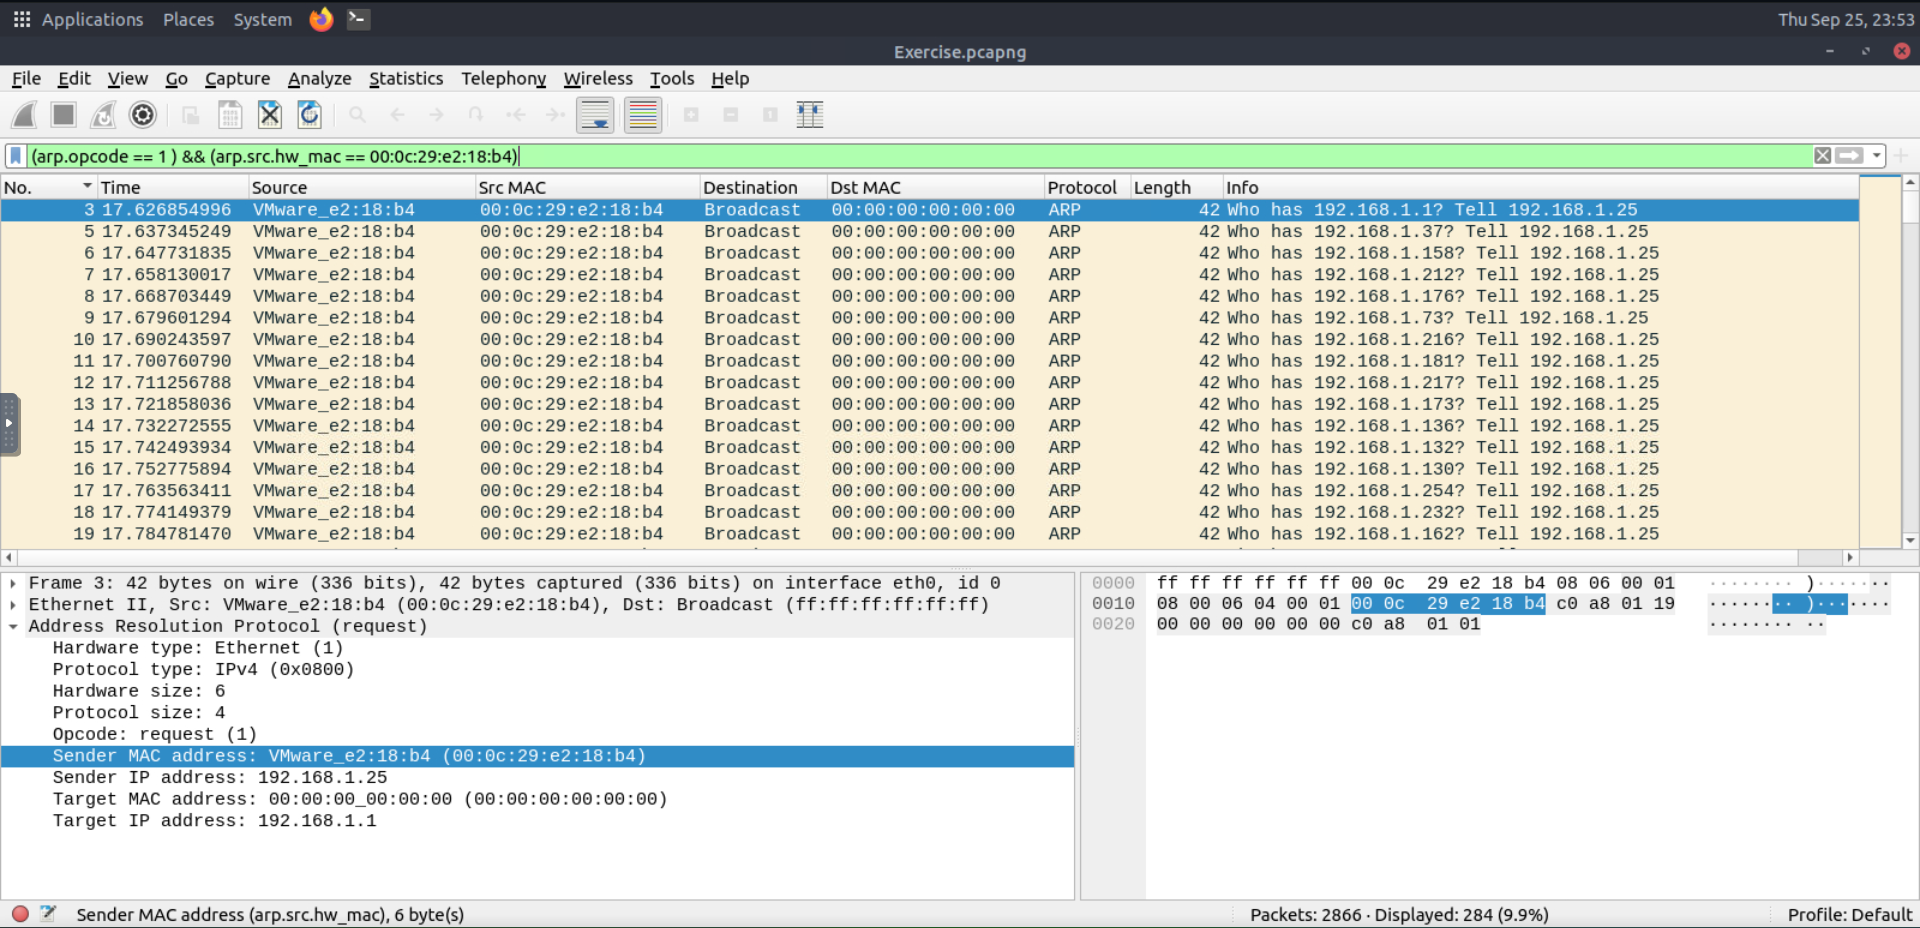 Applications Places System Thu Sep 25, 23:53
Exercise.pcapng
File Edit View Go Capture Analyze Statistics Telephony Wireless Tools Help
(arp.opcode == 1 ) && (arp.src.hw_mac == 00:0c:29:e2:18:b4)
No. Time Source Src MAC Destination Dst MAC Protocol Length Info
3 17.626854996 VMware_e2:18:b4 00:0c:29:e2:18:b4 Broadcast 00:00:00:00:00:00 ARP 42 Who has 192.168.1.1? Tell 192.168.1.25
5 17.637345249 VMware_e2:18:b4 00:0c:29:e2:18:b4 Broadcast 00:00:00:00:00:00 ARP 42 Who has 192.168.1.37? Tell 192.168.1.25
6 17.647731835 VMware_e2:18:b4 00:0c:29:e2:18:b4 Broadcast 00:00:00:00:00:00 ARP 42 Who has 192.168.1.158? Tell 192.168.1.25
7 17.658130017 VMware_e2:18:b4 00:0c:29:e2:18:b4 Broadcast 00:00:00:00:00:00 ARP 42 Who has 192.168.1.212? Tell 192.168.1.25
8 17.668703449 VMware_e2:18:b4 00:0c:29:e2:18:b4 Broadcast 00:00:00:00:00:00 ARP 42 Who has 192.168.1.176? Tell 192.168.1.25
9 17.679601294 VMware_e2:18:b4 00:0c:29:e2:18:b4 Broadcast 00:00:00:00:00:00 ARP 42 Who has 192.168.1.73? Tell 192.168.1.25
10 17.690243597 VMware_e2:18:b4 00:0c:29:e2:18:b4 Broadcast 00:00:00:00:00:00 ARP 42 Who has 192.168.1.216? Tell 192.168.1.25
11 17.700760790 VMware_e2:18:b4 00:0c:29:e2:18:b4 Broadcast 00:00:00:00:00:00 ARP 42 Who has 192.168.1.181? Tell 192.168.1.25
12 17.711256788 VMware_e2:18:b4 00:0c:29:e2:18:b4 Broadcast 00:00:00:00:00:00 ARP 42 Who has 192.168.1.217? Tell 192.168.1.25
13 17.721858036 VMware_e2:18:b4 00:0c:29:e2:18:b4 Broadcast 00:00:00:00:00:00 ARP 42 Who has 192.168.1.173? Tell 192.168.1.25
14 17.732272555 VMware_e2:18:b4 00:0c:29:e2:18:b4 Broadcast 00:00:00:00:00:00 ARP 42 Who has 192.168.1.136? Tell 192.168.1.25
15 17.742493934 VMware_e2:18:b4 00:0c:29:e2:18:b4 Broadcast 00:00:00:00:00:00 ARP 42 Who has 192.168.1.132? Tell 192.168.1.25
16 17.752775894 VMware_e2:18:b4 00:0c:29:e2:18:b4 Broadcast 00:00:00:00:00:00 ARP 42 Who has 192.168.1.130? Tell 192.168.1.25
17 17.763563411 VMware_e2:18:b4 00:0c:29:e2:18:b4 Broadcast 00:00:00:00:00:00 ARP 42 Who has 192.168.1.254? Tell 192.168.1.25
18 17.774149379 VMware_e2:18:b4 00:0c:29:e2:18:b4 Broadcast 00:00:00:00:00:00 ARP 42 Who has 192.168.1.232? Tell 192.168.1.25
19 17.784781470 VMware_e2:18:b4 00:0c:29:e2:18:b4 Broadcast 00:00:00:00:00:00 ARP 42 Who has 192.168.1.162? Tell 192.168.1.25
Frame 3: 42 bytes on wire (336 bits), 42 bytes captured (336 bits) on interface eth0, id 0
Ethernet II, Src: VMware_e2:18:b4 (00:0c:29:e2:18:b4), Dst: Broadcast (ff:ff:ff:ff:ff:ff)
Address Resolution Protocol (request)
Hardware type: Ethernet (1)
Protocol type: IPv4 (0x0800)
Hardware size: 6
Protocol size: 4
Opcode: request (1)
Sender MAC address: VMware_e2:18:b4 (00:0c:29:e2:18:b4)
Sender IP address: 192.168.1.25
Target MAC address: 00:00:00_00:00:00 (00:00:00:00:00:00)
Target IP address: 192.168.1.1
0000 ff ff ff ff ff ff 00 0c 29 e2 18 b4 08 06 00 01 ········ )·······
0010 08 00 06 04 00 01 00 0c 29 e2 18 b4 c0 a8 01 19 ········ )·······
0020 00 00 00 00 00 00 c0 a8 01 01 ········ ··
Sender MAC address (arp.src.hw_mac), 6 byte(s) Packets: 2866 · Displayed: 284 (9.9%) Profile: Default